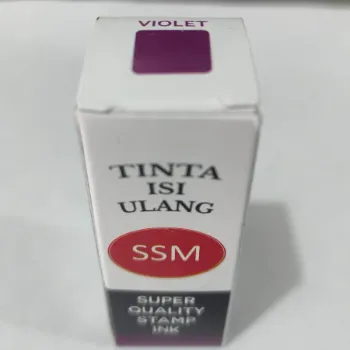 VIOLET
TINTA
ISI
ULANG
SSM
SUPER
QUALITY
STAMP
INK